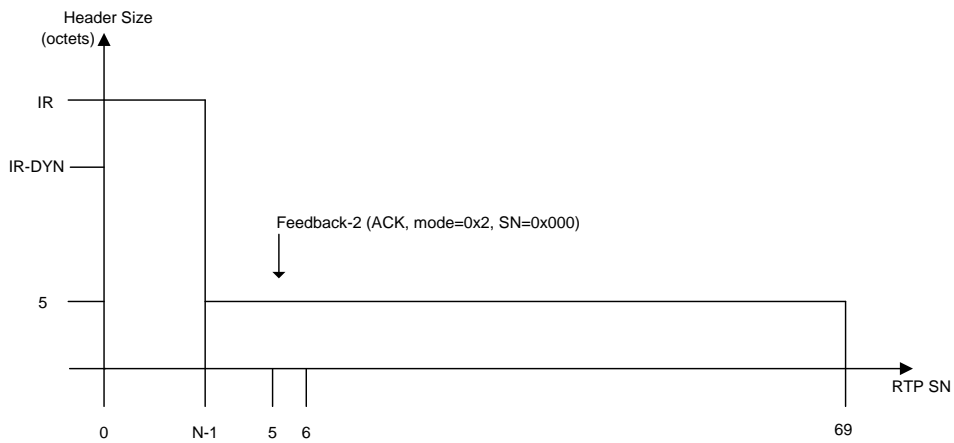 Header Size
(octets)
IR
IR-DYN
Feedback-2 (ACK, mode=0x2, SN=0x000)
5
RTP SN
0
N-1
5
6
69